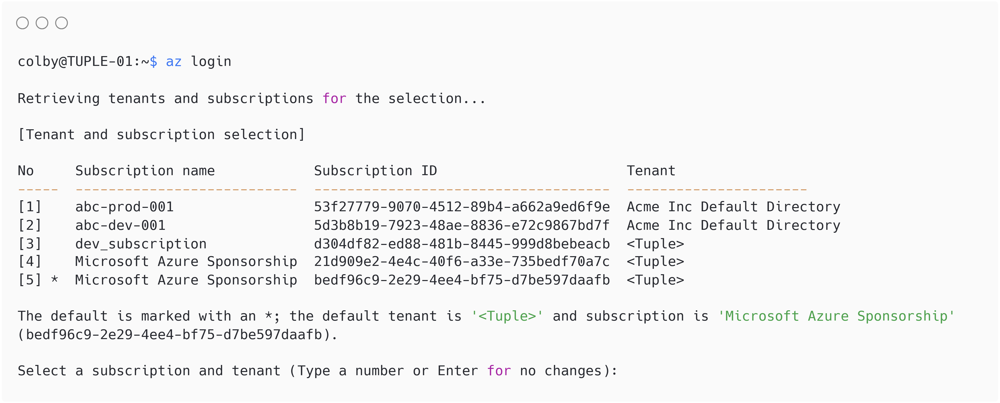 colby@TUPLE-01:~$ az login
Retrieving tenants and subscriptions for the selection...
[Tenant and subscription selection]
No     Subscription name            Subscription ID                       Tenant
-----  ---------------------------  ------------------------------------  ----------------------
[1]    abc-prod-001                 53f27779-9070-4512-89b4-a662a9ed6f9e  Acme Inc Default Directory
[2]    abc-dev-001                  5d3b8b19-7923-48ae-8836-e72c9867bd7f  Acme Inc Default Directory
[3]    dev_subscription             d304df82-ed88-481b-8445-999d8bebeacb  <Tuple>
[4]    Microsoft Azure Sponsorship  21d909e2-4e4c-40f6-a33e-735bedf70a7c  <Tuple>
[5] *  Microsoft Azure Sponsorship  bedf96c9-2e29-4ee4-bf75-d7be597daafb  <Tuple>
The default is marked with an *; the default tenant is '<Tuple>' and subscription is 'Microsoft Azure Sponsorship'
(bedf96c9-2e29-4ee4-bf75-d7be597daafb).
Select a subscription and tenant (Type a number or Enter for no changes):